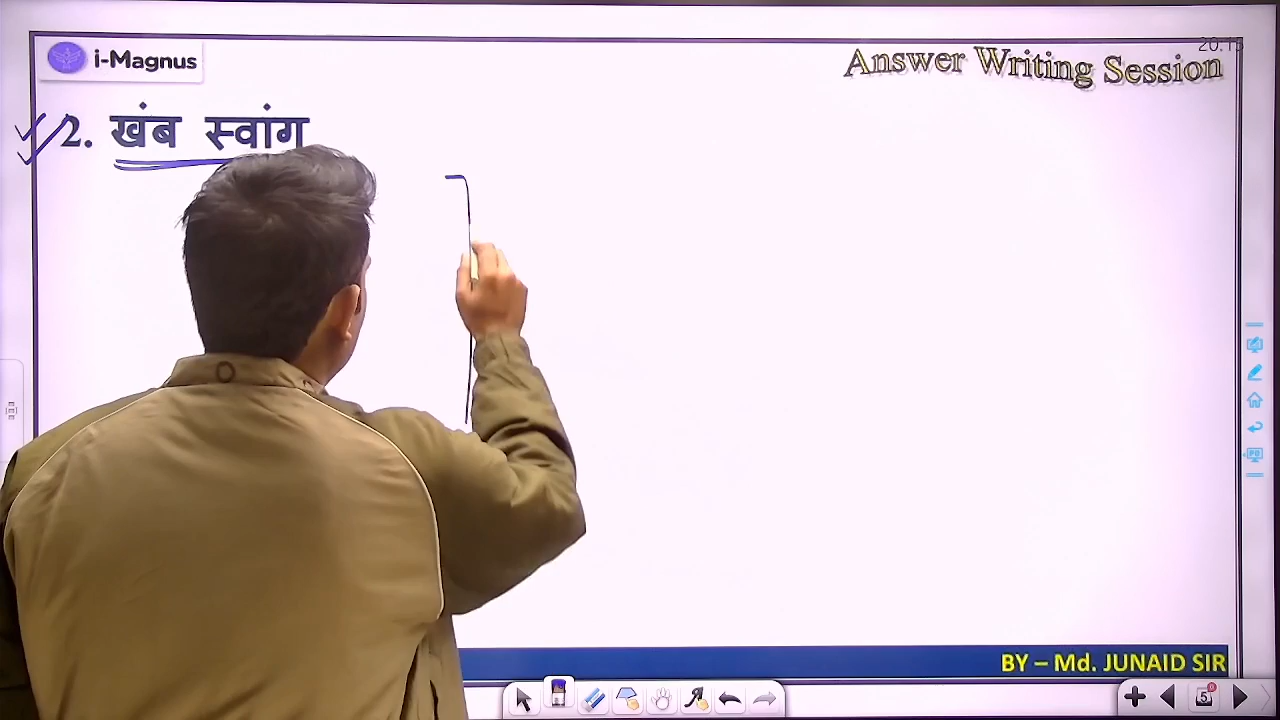 i-Magnus
Answer Writing Session
2. खंब स्वांग
BY – Md. JUNAID SIR